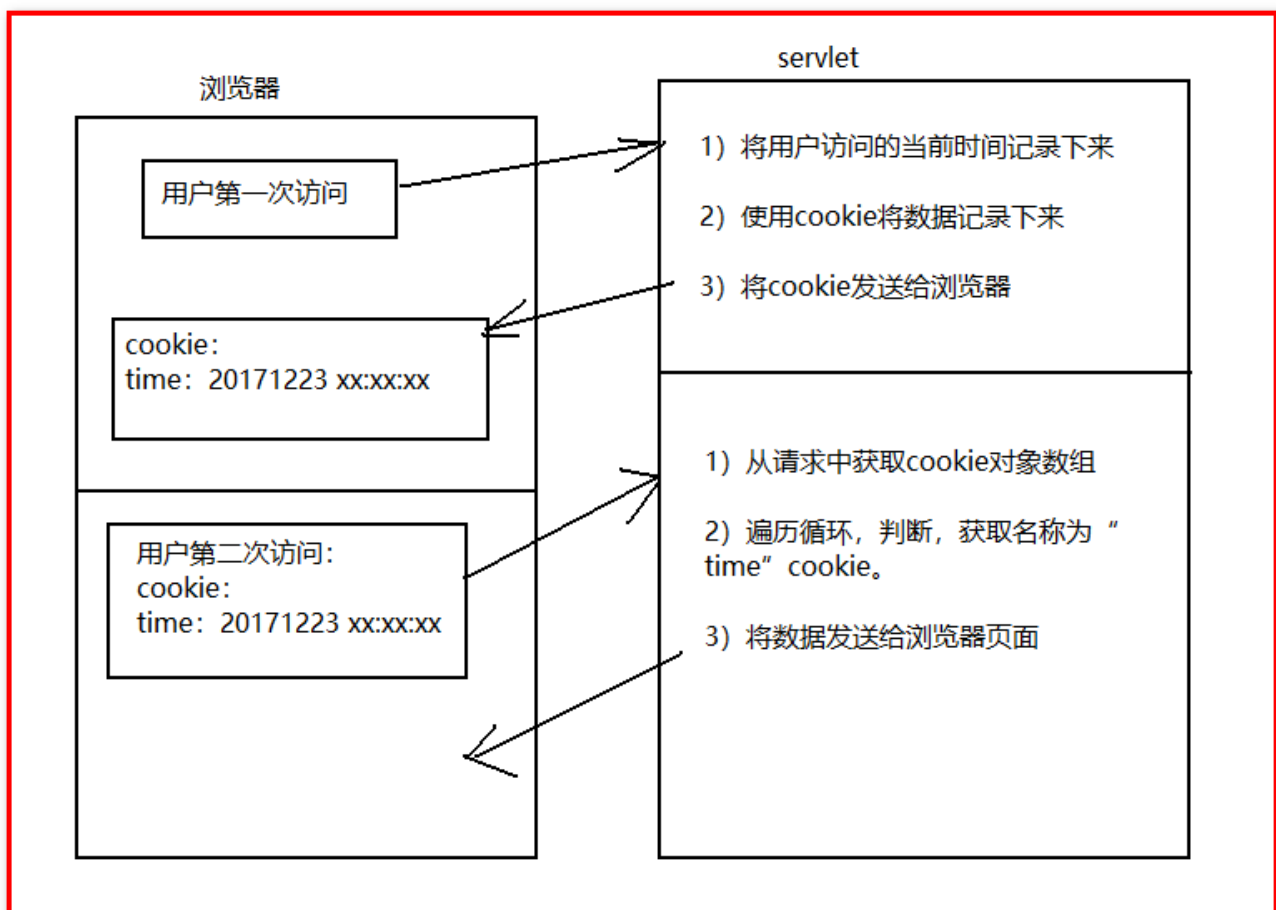 浏览器
用户第一次访问
cookie：
time：20171223 xx:xx:xx
用户第二次访问：
cookie：
time：20171223 xx:xx:xx
servlet
1）将用户访问的当前时间记录下来
2）使用cookie将数据记录下来
3）将cookie发送给浏览器
1）从请求中获取cookie对象数组
2）遍历循环，判断，获取名称为“
time”cookie。
3）将数据发送给浏览器页面